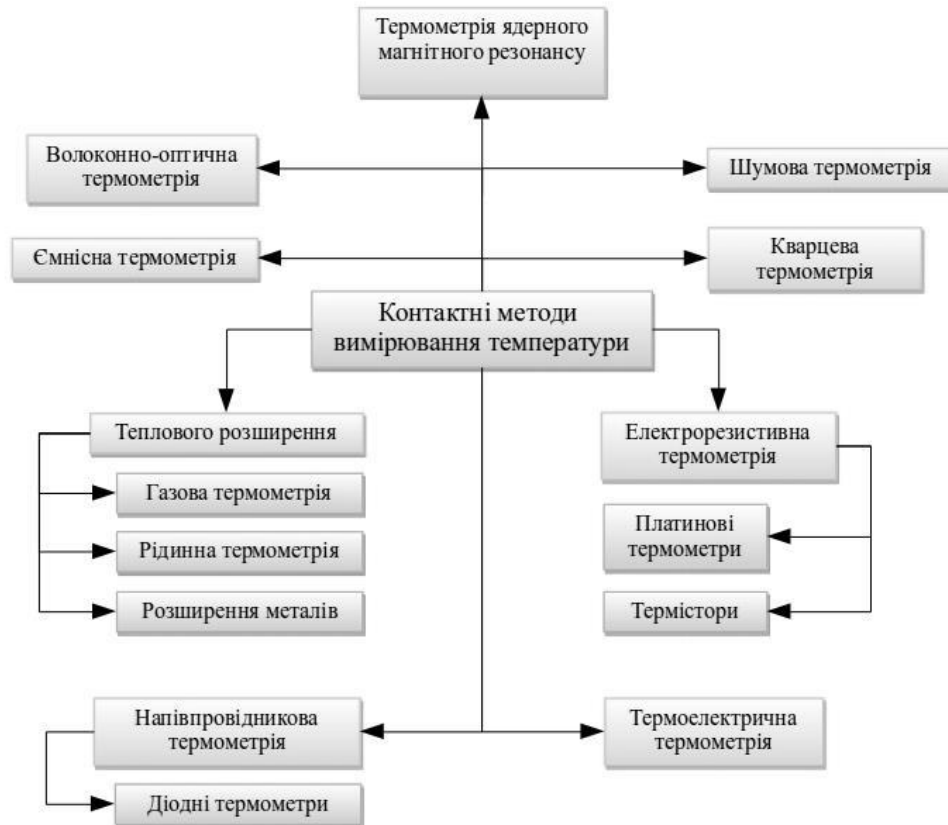 Термометрія ядерного
магнітного резонансу
Волоконно-оптична
термометрія
Шумова термометрія
Ємнісна термометрія
Кварцева
термометрія
Контактні методи
вимірювання температури
Теплового розширення
Електрорезистивна
термометрія
Газова термометрія
Рідинна термометрія
Розширення металів
Платинові
термометри
Термістори
Напівпровідникова
термометрія
Термоелектрична
термометрія
Діодні термометри